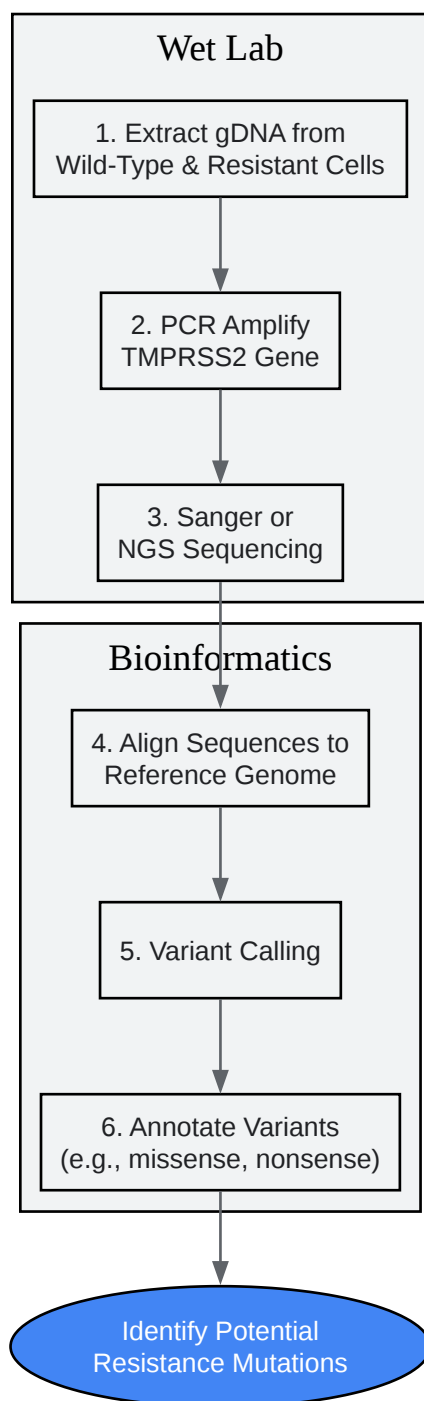 Wet Lab
1. Extract gDNA from
Wild-Type & Resistant Cells
2. PCR Amplify
TMPRSS2 Gene
3. Sanger or
NGS Sequencing
Bioinformatics
4. Align Sequences to
Reference Genome
5. Variant Calling
6. Annotate Variants
(e.g., missense, nonsense)
Identify Potential
Resistance Mutations